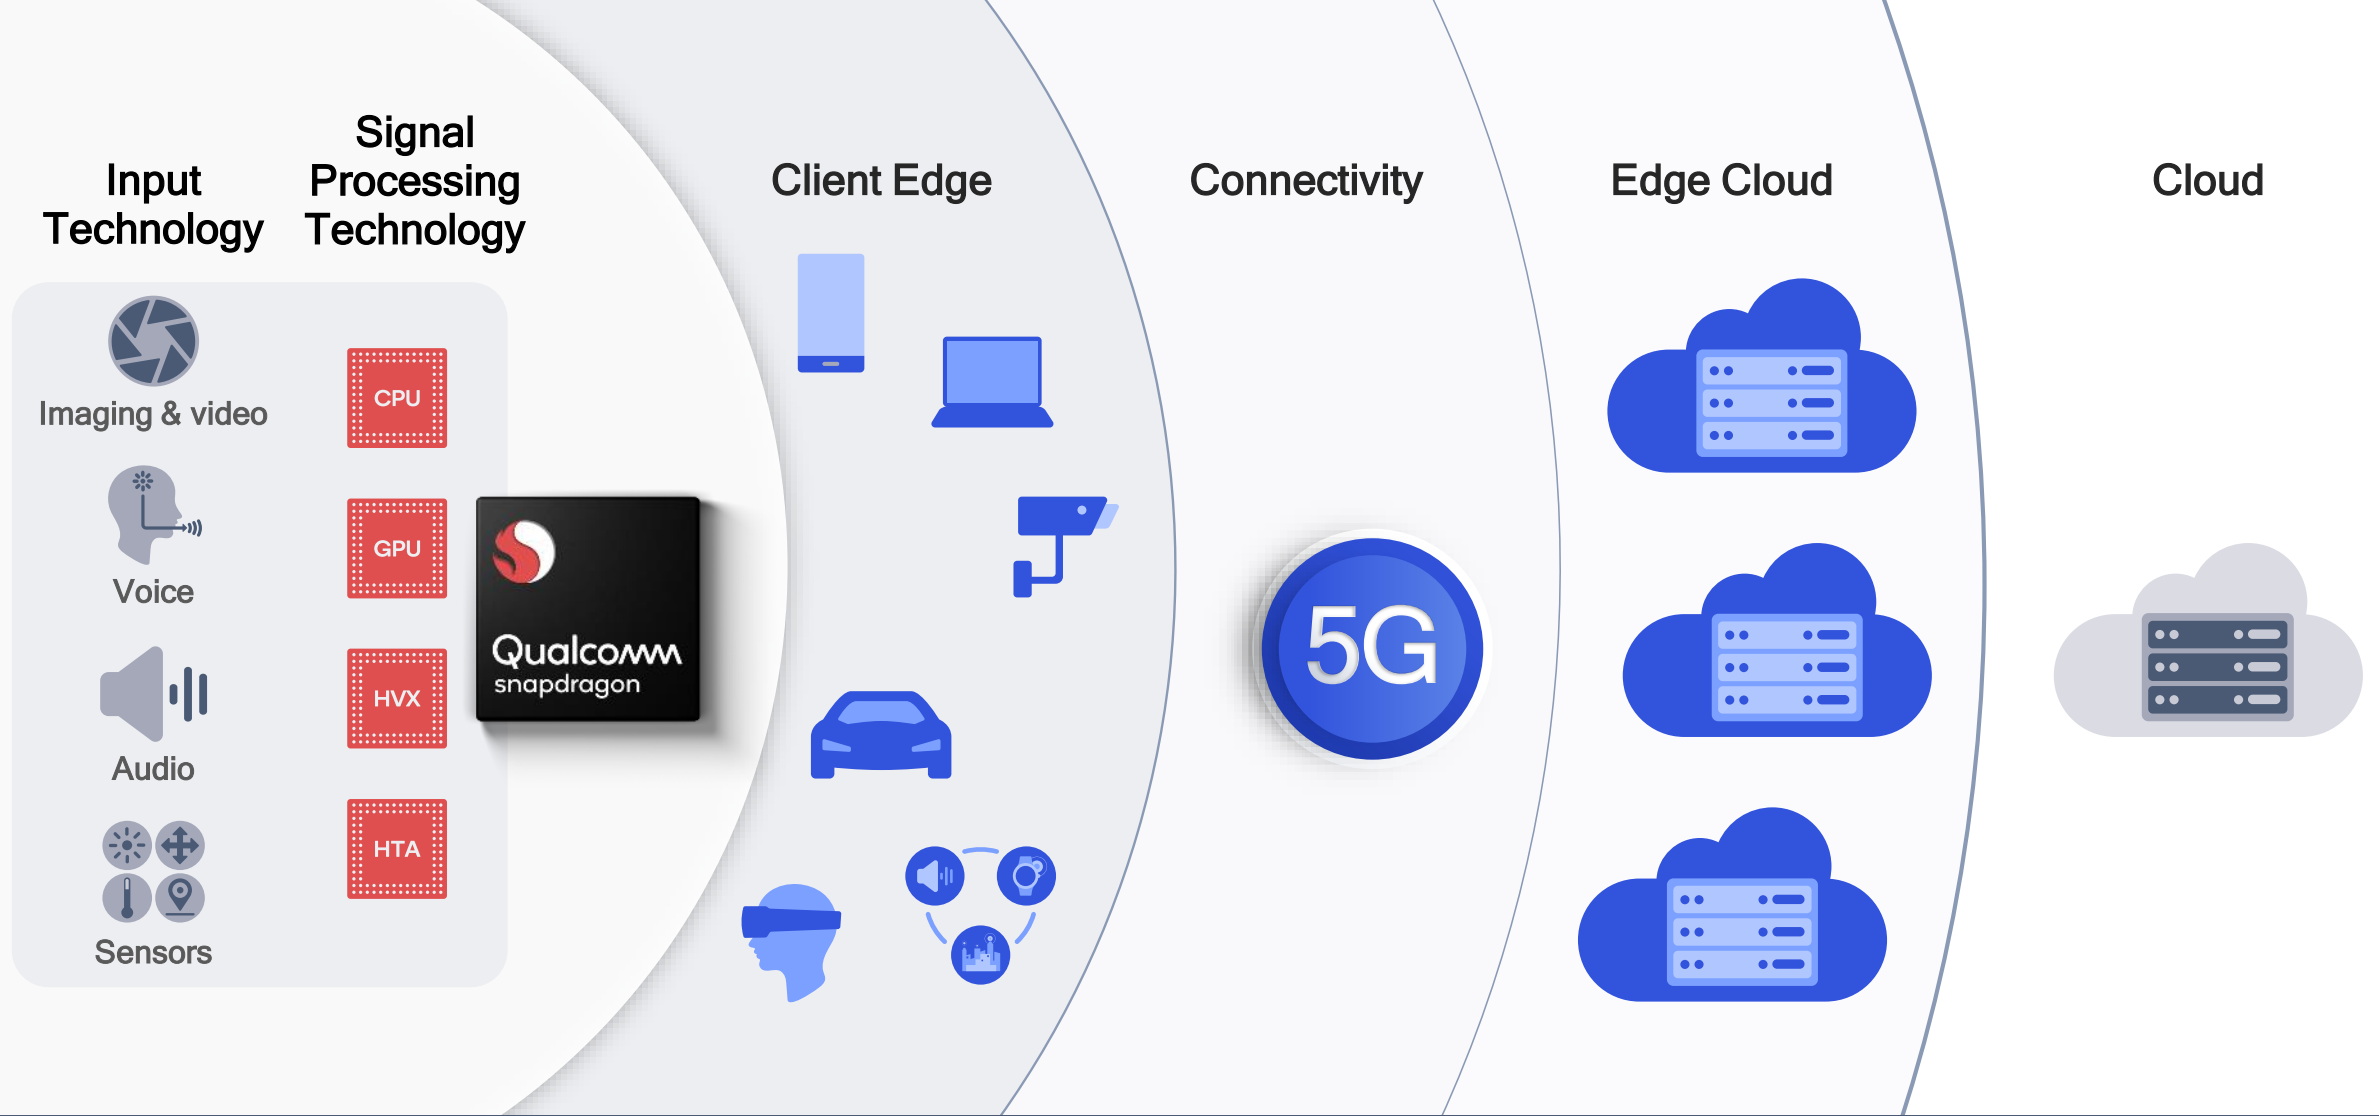 Input
Technology
Signal
Processing
Technology
Client Edge
Connectivity
Edge Cloud
Cloud
Imaging & video
Voice
Audio
Sensors
CPU
GPU
HVX
HTA
Qualcomm
snapdragon
5G